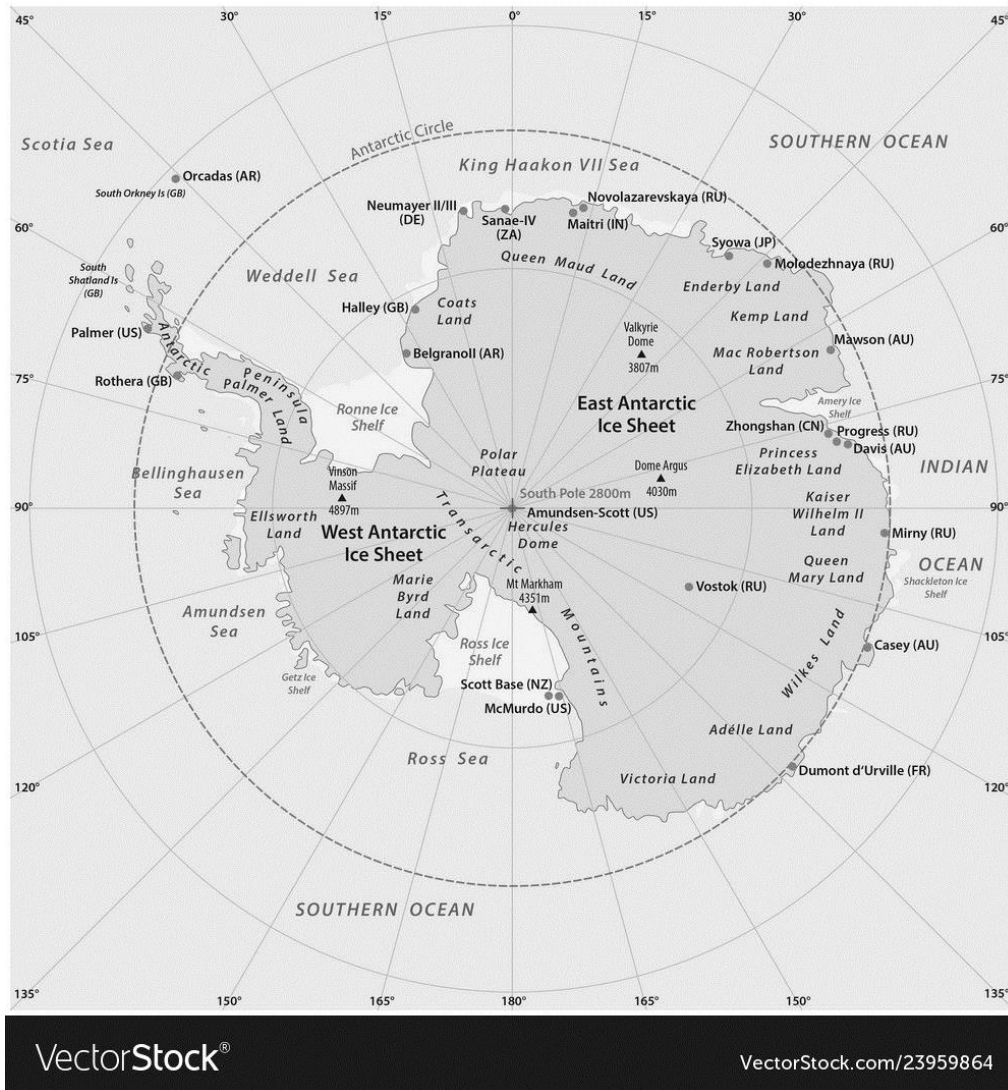 45°
30°
15°
0°
15°
30°
45°
Antarctic Circle
Scotia Sea
SOUTHERN OCEAN
King Haakon VII Sea
Orcadas (AR)
South Orkney Is (GB)
Neumayer II/III
(DE)
Sanae-IV
(ZA)
Novolazarevskaya (RU)
Maitri (IN)
60°
60°
Syowa (JP)
Molodezhnaya (RU)
Queen Maud Land
Weddell Sea
South
Shatland Is
(GB)
Enderby Land
Halley (GB)
Coats
Land
Kemp Land
Palmer (US)
Valkyrie
Dome
3807m
Mawson (AU)
Belgranoll (AR)
Mac Robertson
Land
Antarctic Peninsula
Palmer Land
Rothera (GB)
75°
75°
Ronne Ice
Shelf
East Antarctic
Ice Sheet
Amery Ice
Shelf
Zhongshan (CN)
Progress (RU)
Davis (AU)
Polar
Plateau
Princess
Elizabeth Land
Dome Argus
4030m
INDIAN
Bellinghausen
Sea
Vinson
Massif
4897m
South Pole 2800m
Amundsen-Scott (US)
Kaiser
Wilhelm II
Land
90°
90°
Ellsworth
Land
West Antarctic
Ice Sheet
Hercules
Dome
Mirny (RU)
Transarctic Mountains
Queen
Mary Land
OCEAN
Shackleton Ice
Shelf
Marie
Byrd
Land
Mt Markham
4351m
Vostok (RU)
Amundsen
Sea
105°
105°
Ross Ice
Shelf
Wilkes Land
Casey (AU)
Getz Ice
Shelf
Scott Base (NZ)
McMurdo (US)
Adélle Land
Ross Sea
Victoria Land
Dumont d'Urville (FR)
120°
120°
SOUTHERN OCEAN
135°
150°
165°
180°
165°
150°
135°
VectorStock®
VectorStock.com/23959864